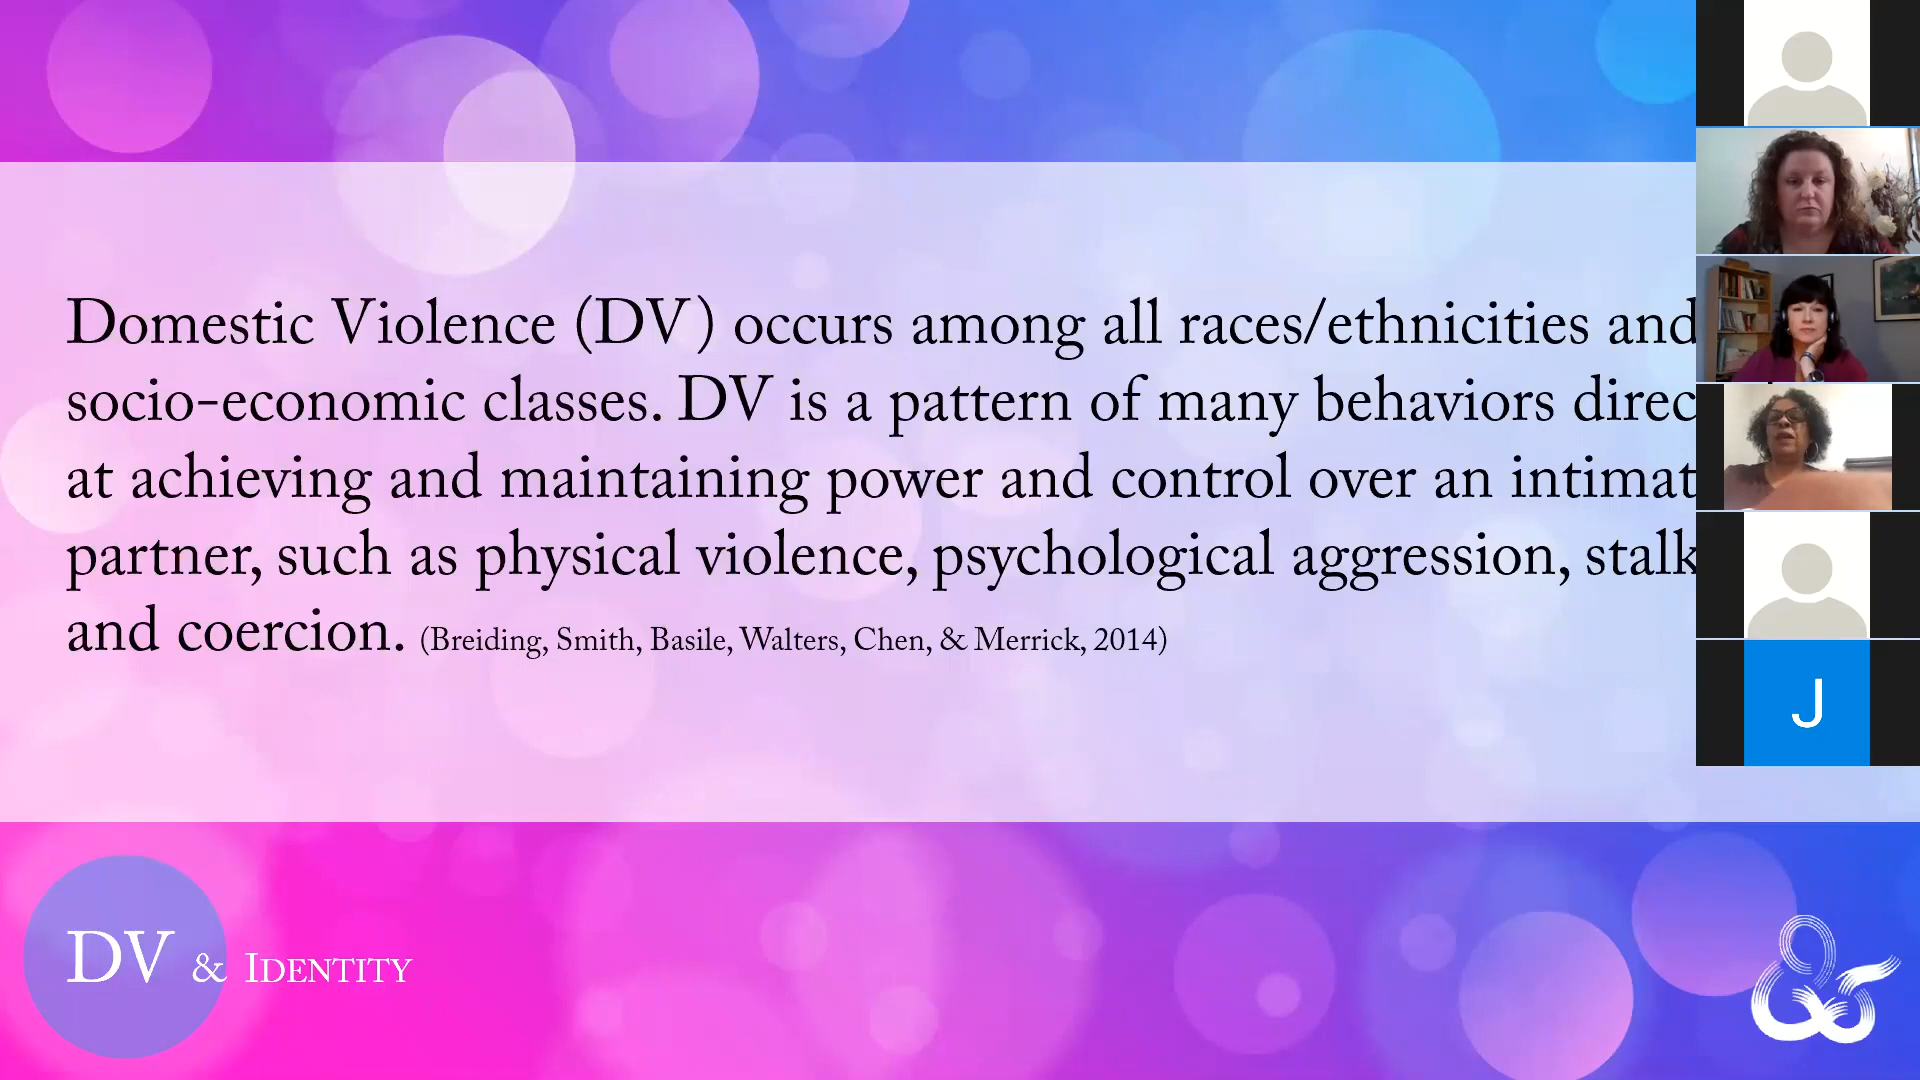 Domestic Violence (DV) occurs among all races/ethnicities and
socio-economic classes. DV is a pattern of many behaviors direc
at achieving and maintaining power and control over an intimat
partner, such as physical violence, psychological aggression, stalk
and coercion. (Breiding, Smith, Basile, Walters, Chen, & Merrick, 2014)
J
DV & IDENTITY
&